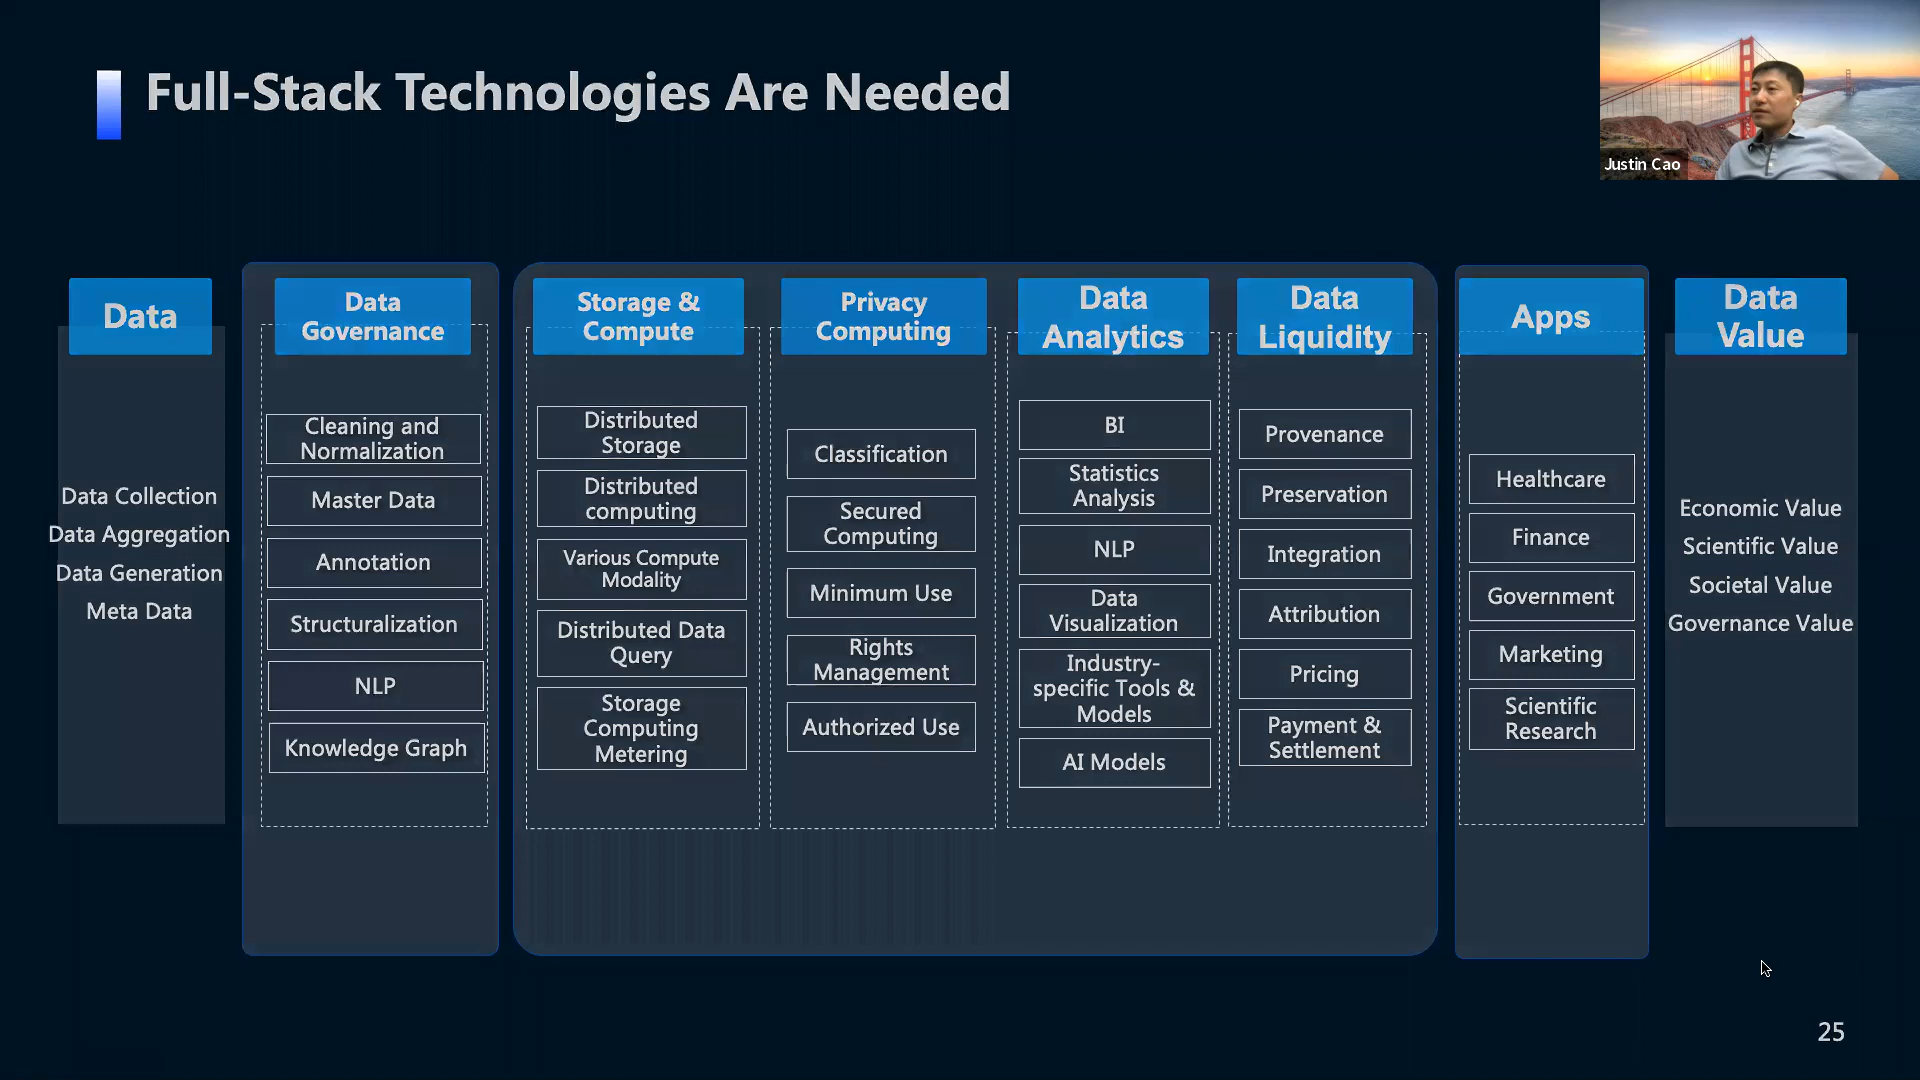 Full-Stack Technologies Are Needed
Justin Cao
Data
Data Collection
Data Aggregation
Data Generation
Meta Data
Data
Governance
Cleaning and
Normalization
Master Data
Annotation
Structuralization
NLP
Knowledge Graph
Storage &
Compute
Distributed
Storage
Distributed
computing
Various Compute
Modality
Distributed Data
Query
Storage
Computing
Metering
Privacy
Computing
Classification
Secured
Computing
Minimum Use
Rights
Management
Authorized Use
Data
Analytics
BI
Statistics
Analysis
NLP
Data
Visualization
Industry-
specific Tools &
Models
AI Models
Data
Liquidity
Provenance
Preservation
Integration
Attribution
Pricing
Payment &
Settlement
Apps
Healthcare
Finance
Government
Marketing
Scientific
Research
Data
Value
Economic Value
Scientific Value
Societal Value
Governance Value
25